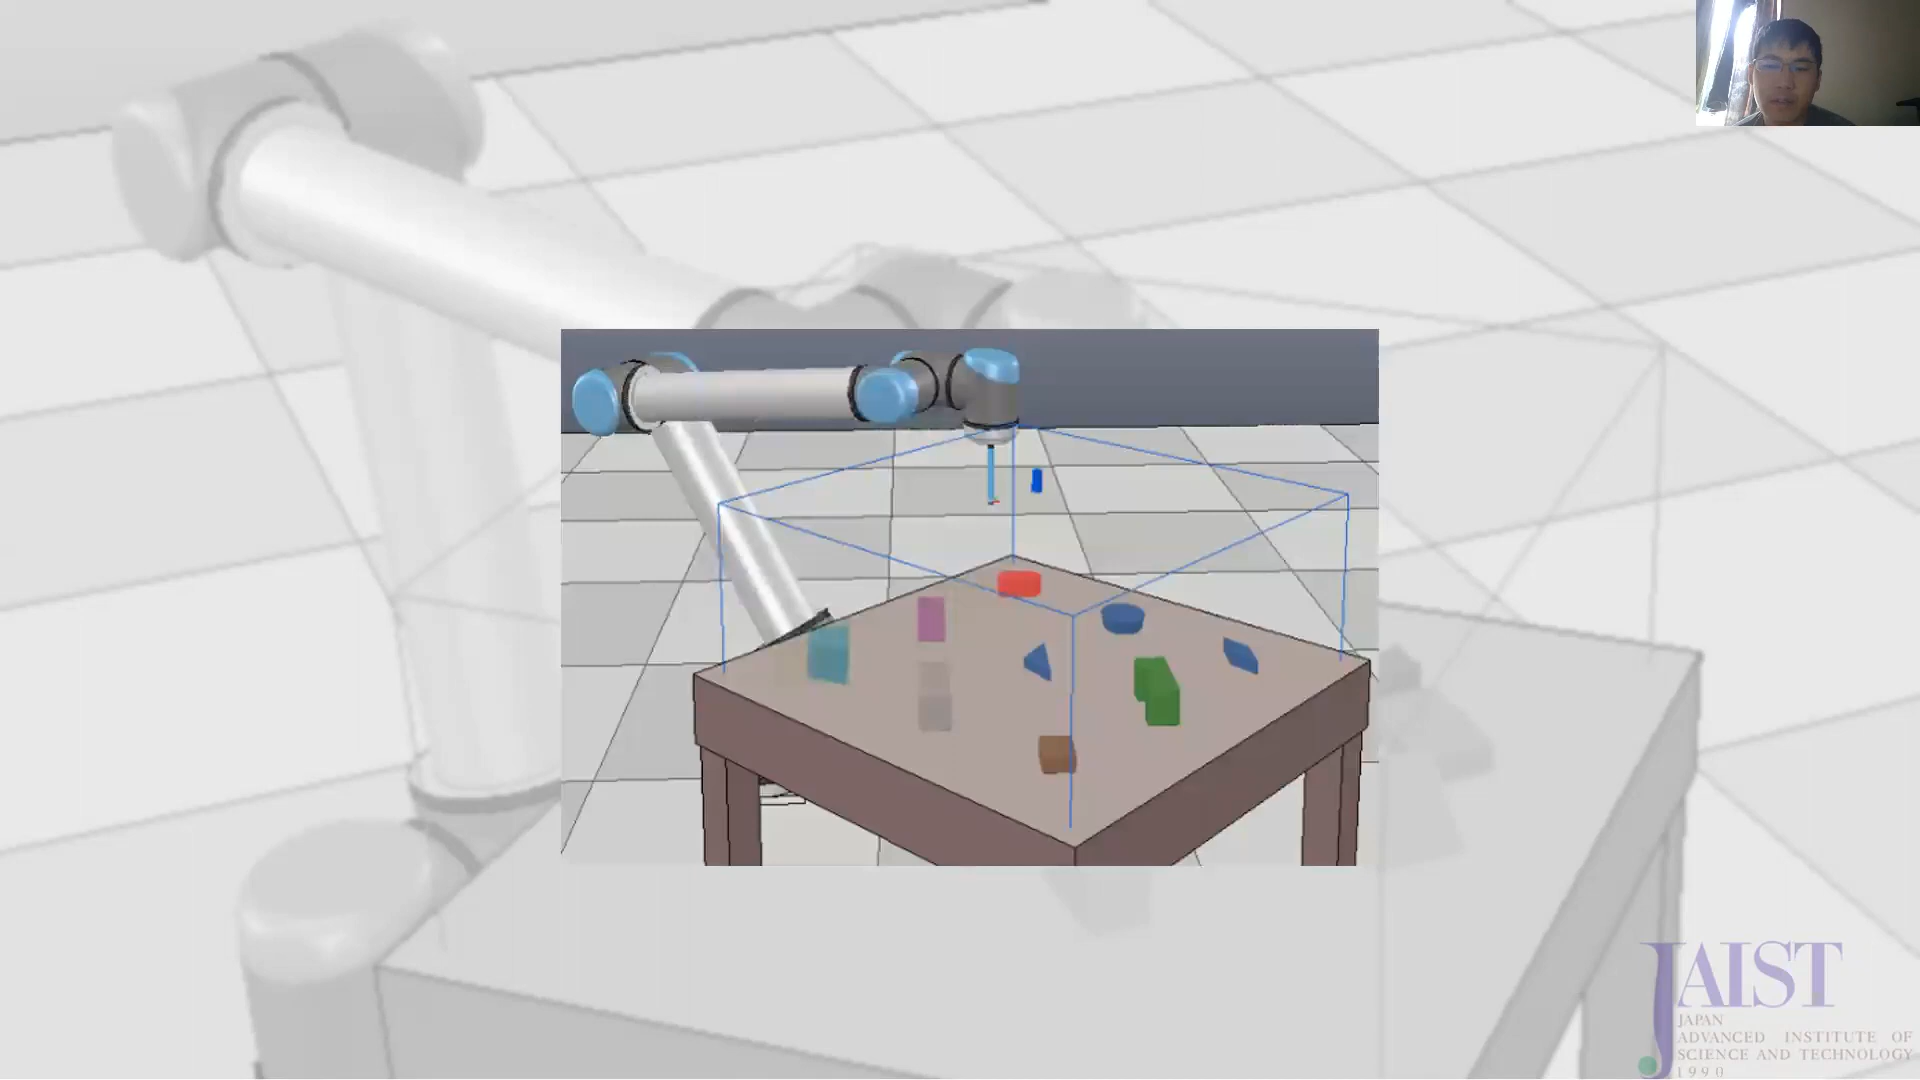 JAIST
JAPAN
ADVANCED INSTITUTE OF
SCIENCE AND TECHNOLOGY
1990